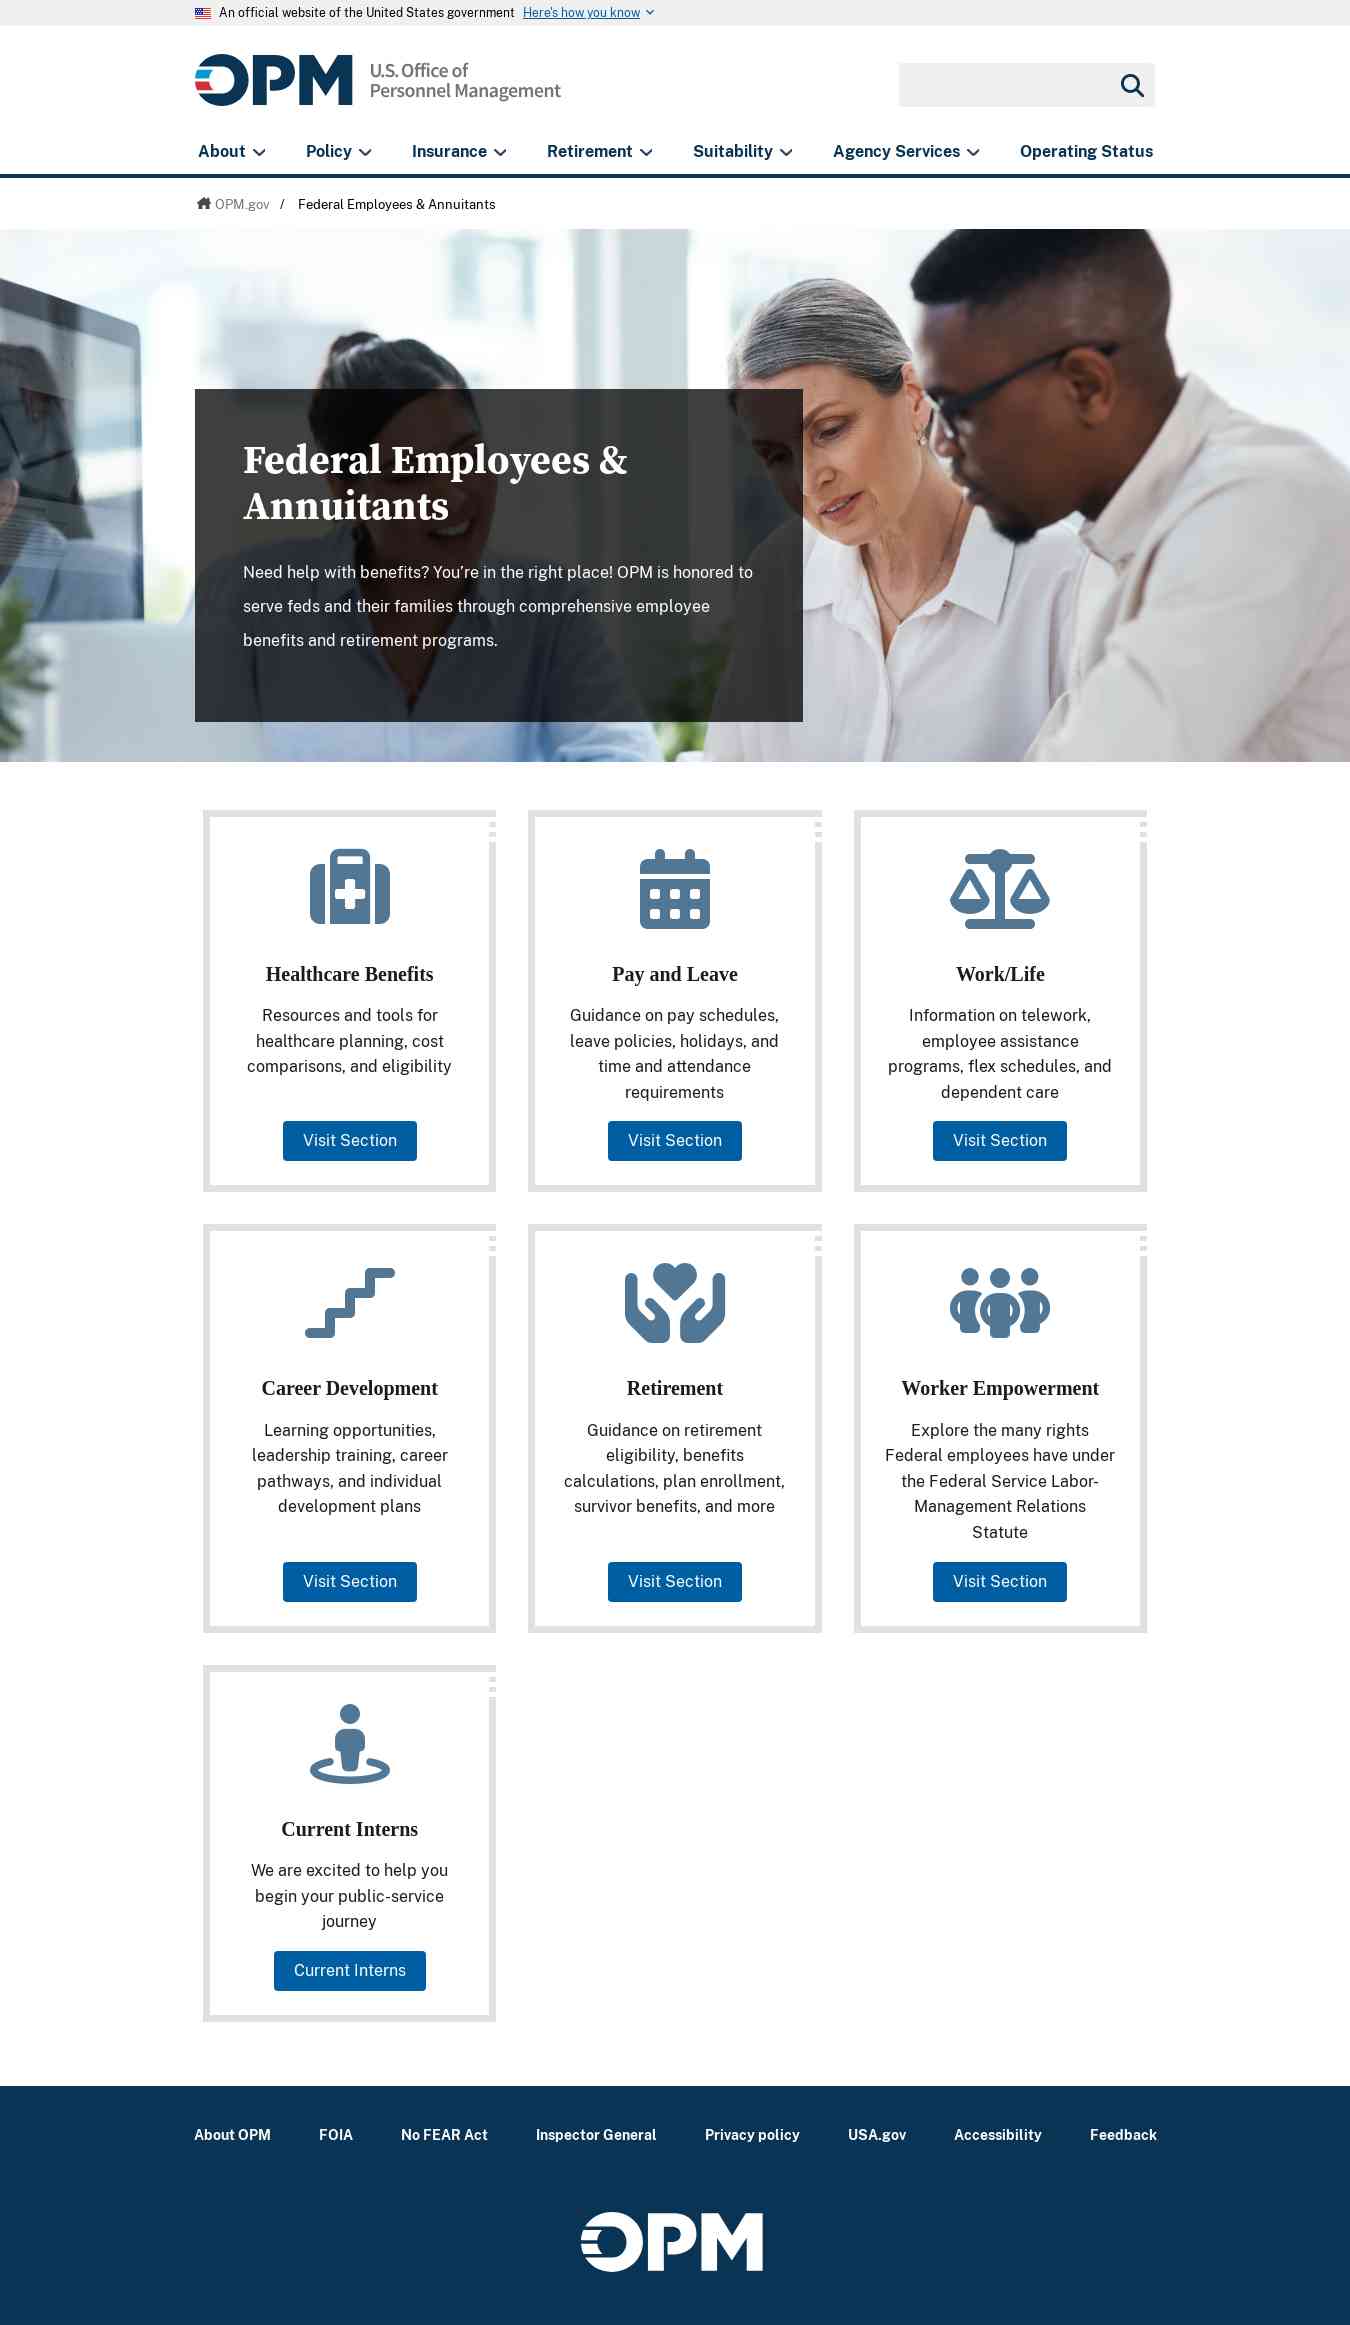 An official website of the United States government Here's how you know
OPM U.S. Office of
Personnel Management
About Policy Insurance Retirement Suitability Agency Services Operating Status
OPM.gov / Federal Employees & Annuitants
Federal Employees &
Annuitants
Need help with benefits? You’re in the right place! OPM is honored to
serve feds and their families through comprehensive employee
benefits and retirement programs.
Healthcare Benefits
Resources and tools for
healthcare planning, cost
comparisons, and eligibility
Visit Section
Pay and Leave
Guidance on pay schedules,
leave policies, holidays, and
time and attendance
requirements
Visit Section
Work/Life
Information on telework,
employee assistance
programs, flex schedules, and
dependent care
Visit Section
Career Development
Learning opportunities,
leadership training, career
pathways, and individual
development plans
Visit Section
Retirement
Guidance on retirement
eligibility, benefits
calculations, plan enrollment,
survivor benefits, and more
Visit Section
Worker Empowerment
Explore the many rights
Federal employees have under
the Federal Service Labor-
Management Relations
Statute
Visit Section
Current Interns
We are excited to help you
begin your public-service
journey
Current Interns
About OPM FOIA No FEAR Act Inspector General Privacy policy USA.gov Accessibility Feedback
OPM